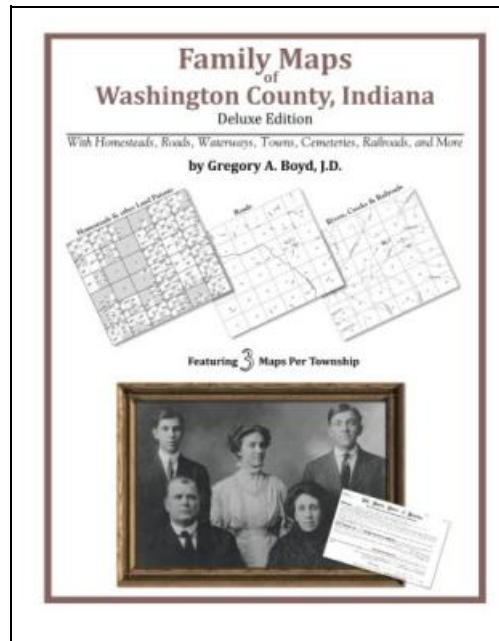 Family Maps
of
Washington County, Indiana
Deluxe Edition
With Homesteads, Roads, Waterways, Towns, Cemeteries, Railroads, and More
by Gregory A. Boyd, J.D.
Homesteads & other Land Patents
Roads
Rivers, Creeks & Railroads
Featuring 3 Maps Per Township